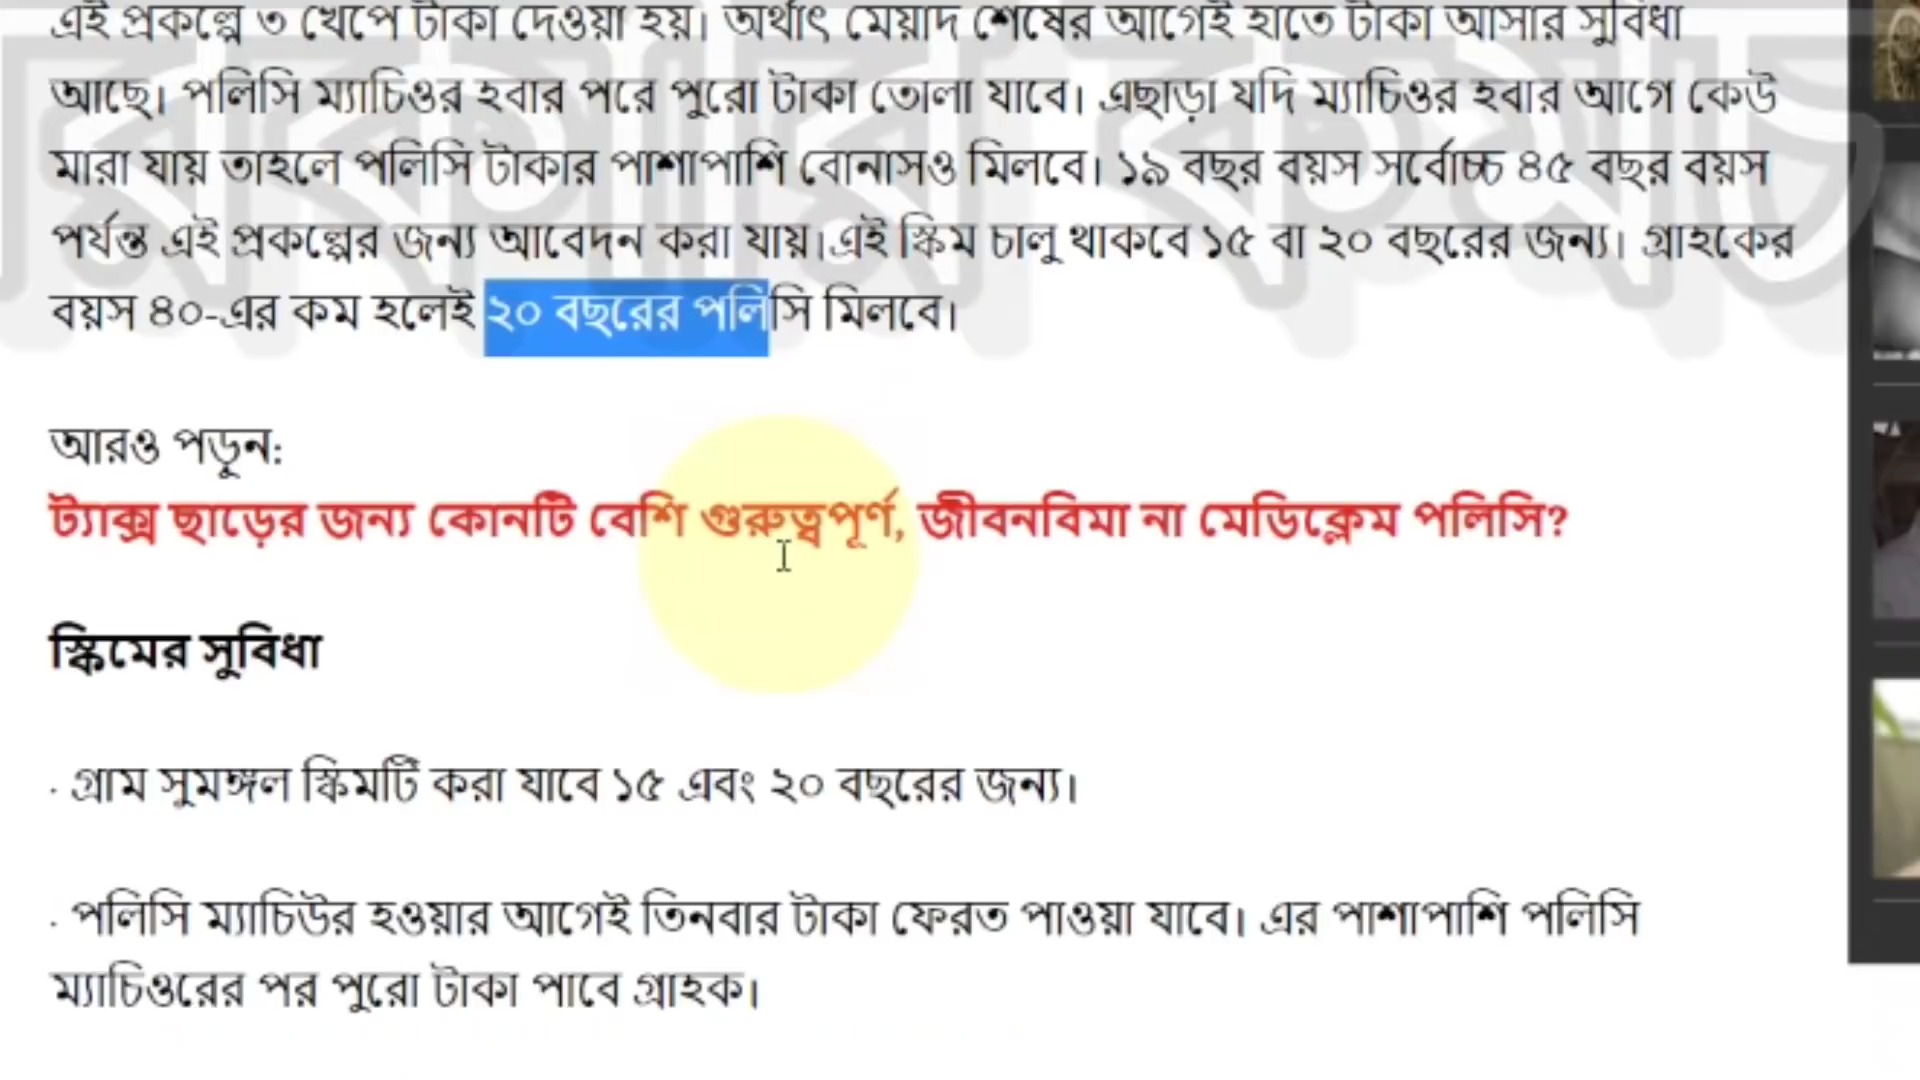 এই প্রকল্পে ৩ খেপে টাকা দেওয়া হয়। অর্থাৎ মেয়াদ শেষের আগেই হাতে টাকা আসার সুবিধা
আছে। পলিসি ম্যাচিওর হবার পরে পুরো টাকা তোলা যাবে। এছাড়া যদি ম্যাচিওর হবার আগে কেউ
মারা যায় তাহলে পলিসি টাকার পাশাপাশি বোনাসও মিলবে। ১৯ বছর বয়স সর্বোচ্চ ৪৫ বছর বয়স
পর্যন্ত এই প্রকল্পের জন্য আবেদন করা যায়।এই স্কিম চালু থাকবে ১৫ বা ২০ বছরের জন্য। গ্রাহকের
বয়স ৪০-এর কম হলেই ২০ বছরের পলিসি মিলবে।
আরও পড়ুন:
ট্যাক্স ছাড়ের জন্য কোনটি বেশি গুরুত্বপূর্ণ, জীবনবিমা না মেডিক্লেম পলিসি?
স্কিমের সুবিধা
· গ্রাম সুমঙ্গল স্কিমটি করা যাবে ১৫ এবং ২০ বছরের জন্য।
· পলিসি ম্যাচিউর হওয়ার আগেই তিনবার টাকা ফেরত পাওয়া যাবে। এর পাশাপাশি পলিসি
ম্যাচিওরের পর পুরো টাকা পাবে গ্রাহক।